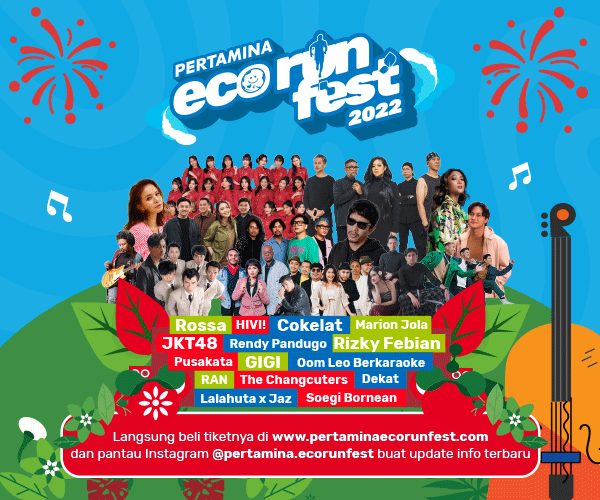 PERTAMINA
eco run
fest
2022
Rossa HIVI! Cokelat Marion Jola
JKT48 Rendy Pandugo Rizky Febian
Pusakata GIGI Oom Leo Berkaraoke
RAN The Changcuters Dekat
Lalahuta x Jaz Soegi Bornean
Langsung beli tiketnya di www.pertaminaecorunfest.com
dan pantau Instagram @pertamina.ecorunfest buat update info terbaru